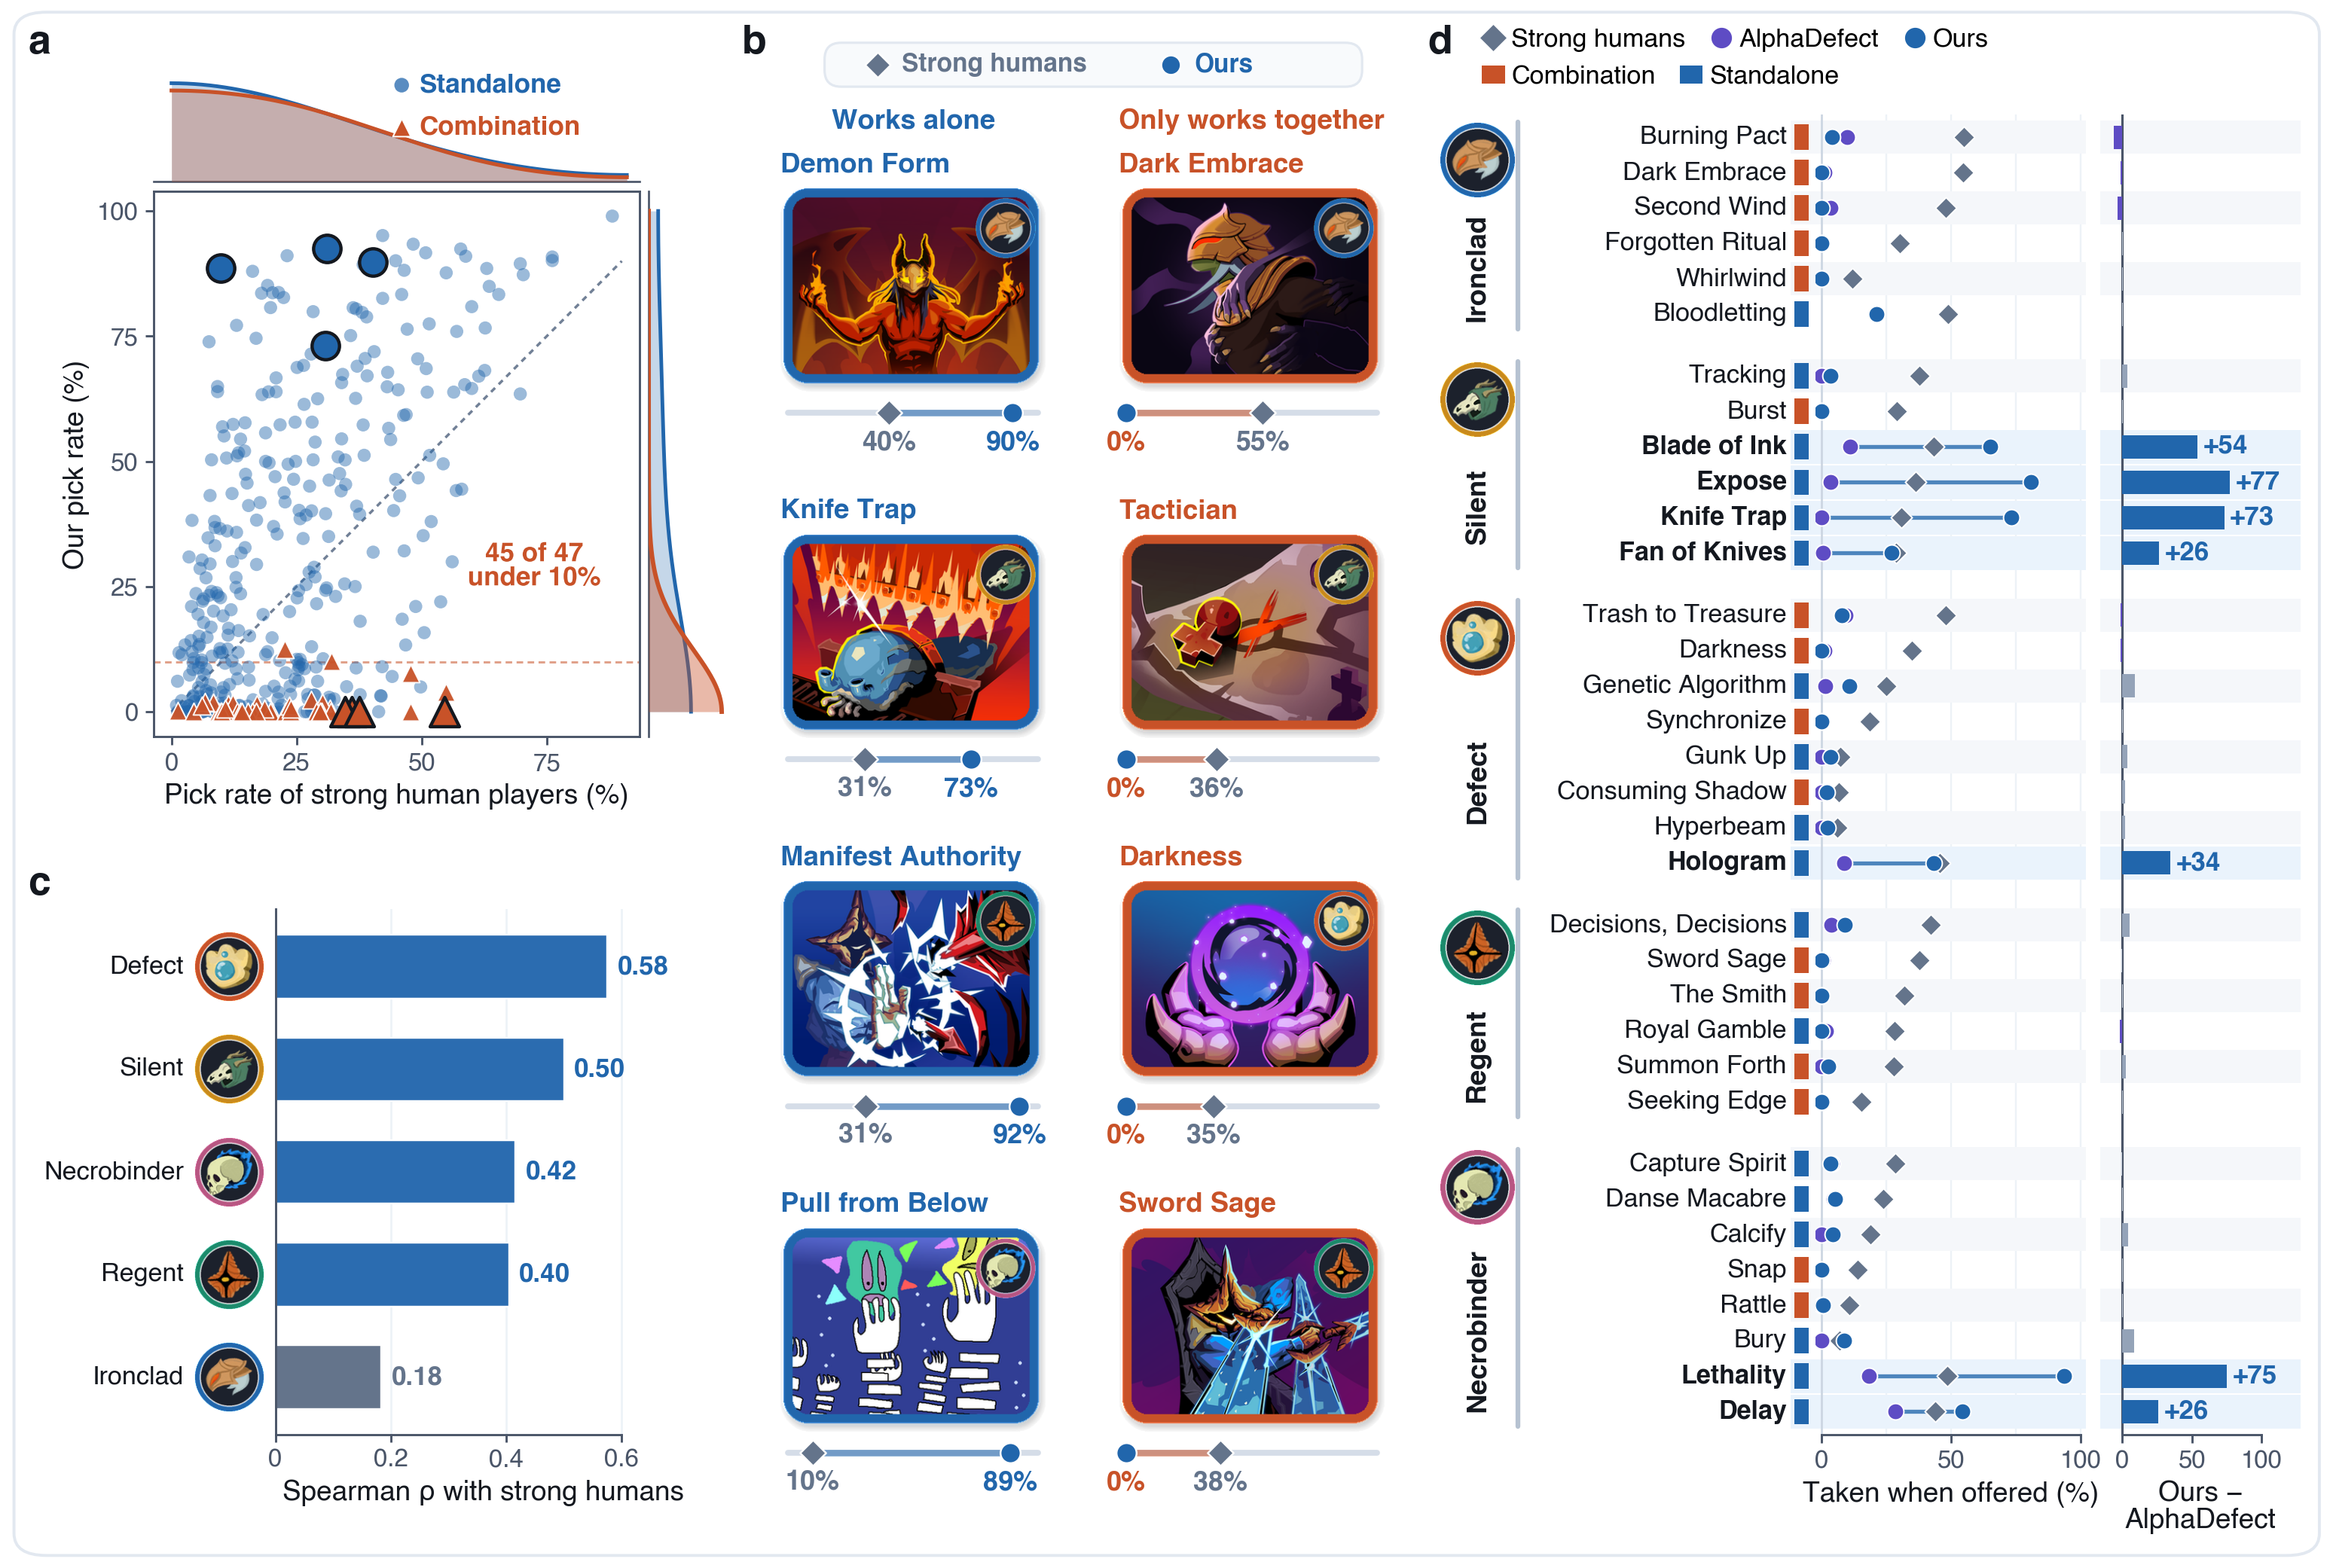 a
Standalone
Combination
100
75
50
25
0
Our pick rate (%)
45 of 47
under 10%
0
25
50
75
Pick rate of strong human players (%)
b
Strong humans
Ours
Works alone
Only works together
Demon Form
Dark Embrace
40%
90%
0%
55%
Knife Trap
Tactician
31%
73%
0%
36%
Manifest Authority
Darkness
31%
92%
0%
35%
Pull from Below
Sword Sage
10%
89%
0%
38%
c
Defect
0.58
Silent
0.50
Necrobinder
0.42
Regent
0.40
Ironclad
0.18
0
0.2
0.4
0.6
Spearman ρ with strong humans
d
Strong humans
AlphaDefect
Ours
Combination
Standalone
Ironclad
Burning Pact
Dark Embrace
Second Wind
Forgotten Ritual
Whirlwind
Bloodletting
Silent
Tracking
Burst
Blade of Ink
+54
Expose
+77
Knife Trap
+73
Fan of Knives
+26
Defect
Trash to Treasure
Darkness
Genetic Algorithm
Synchronize
Gunk Up
Consuming Shadow
Hyperbeam
Hologram
+34
Regent
Decisions, Decisions
Sword Sage
The Smith
Royal Gamble
Summon Forth
Seeking Edge
Necrobinder
Capture Spirit
Danse Macabre
Calcify
Snap
Rattle
Bury
Lethality
+75
Delay
+26
0
50
100
0
50
100
Taken when offered (%)
Ours –
AlphaDefect